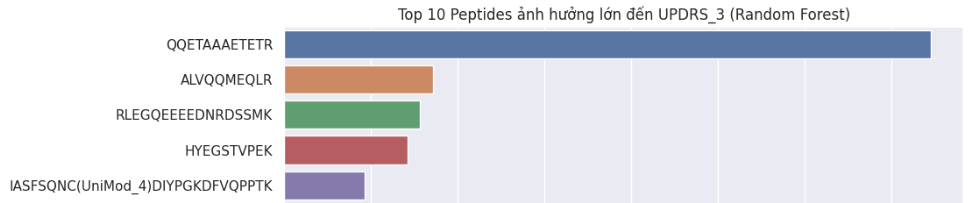 Top 10 Peptides ảnh hưởng lớn đến UPDRS_3 (Random Forest)
QQETAAAETETR
ALVQQMEQLR
RLEGQEEEEDNRDSSMK
HYEGSTVPEK
IASFSQNC(UniMod_4)DIYPGKDFVQPPTK